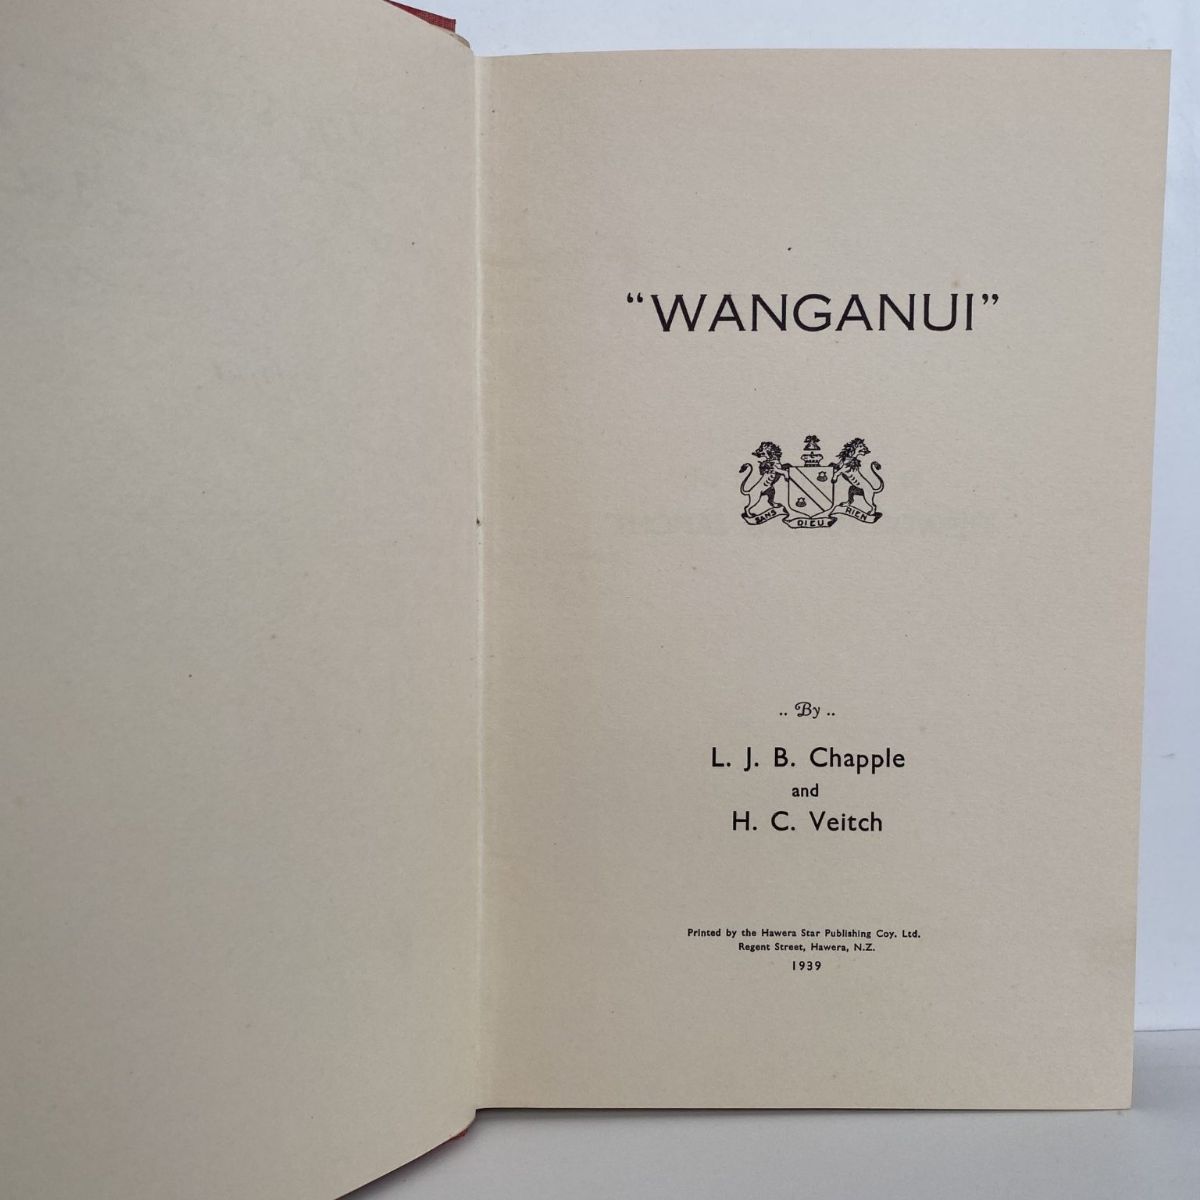 “WANGANUI”
SANS DIEU RIEN
.. By ..
L. J. B. Chapple
and
H. C. Veitch
Printed by the Hawera Star Publishing Coy. Ltd.
Regent Street, Hawera, N.Z.
1939